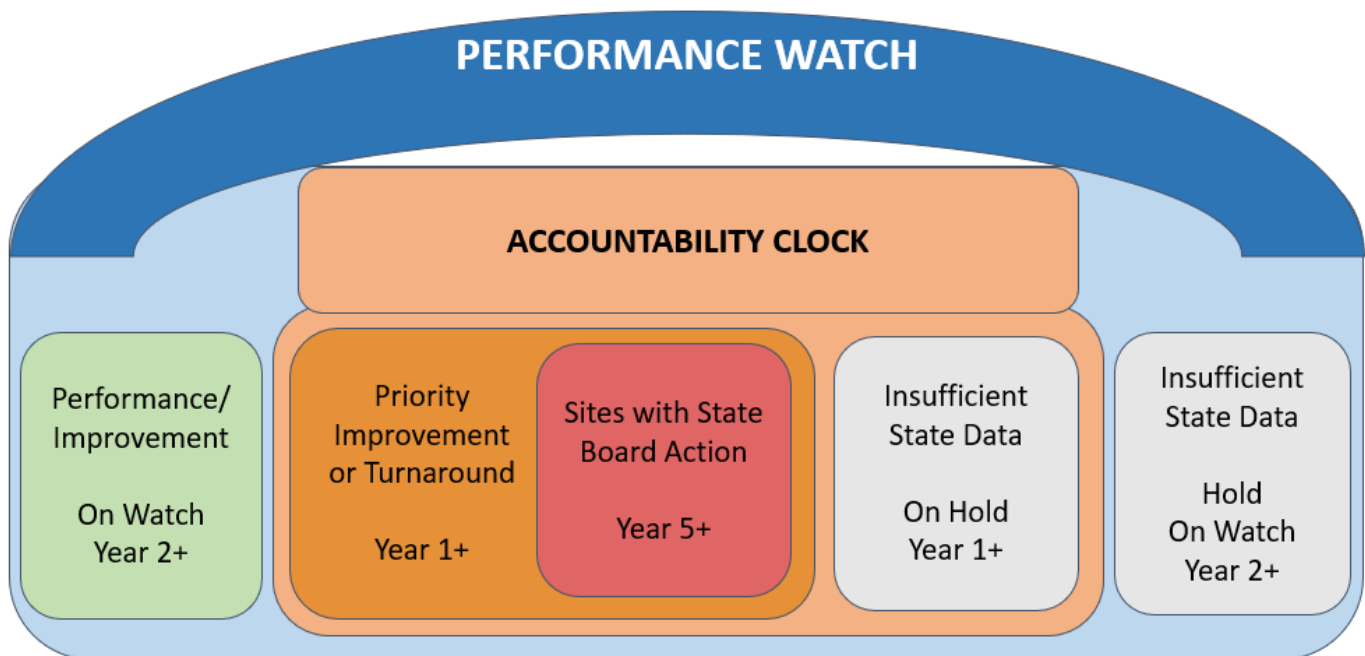 PERFORMANCE WATCH
ACCOUNTABILITY CLOCK
Performance/
Improvement
On Watch
Year 2+
Priority
Improvement
or Turnaround
Year 1+
Sites with State
Board Action
Year 5+
Insufficient
State Data
On Hold
Year 1+
Insufficient
State Data
Hold
On Watch
Year 2+